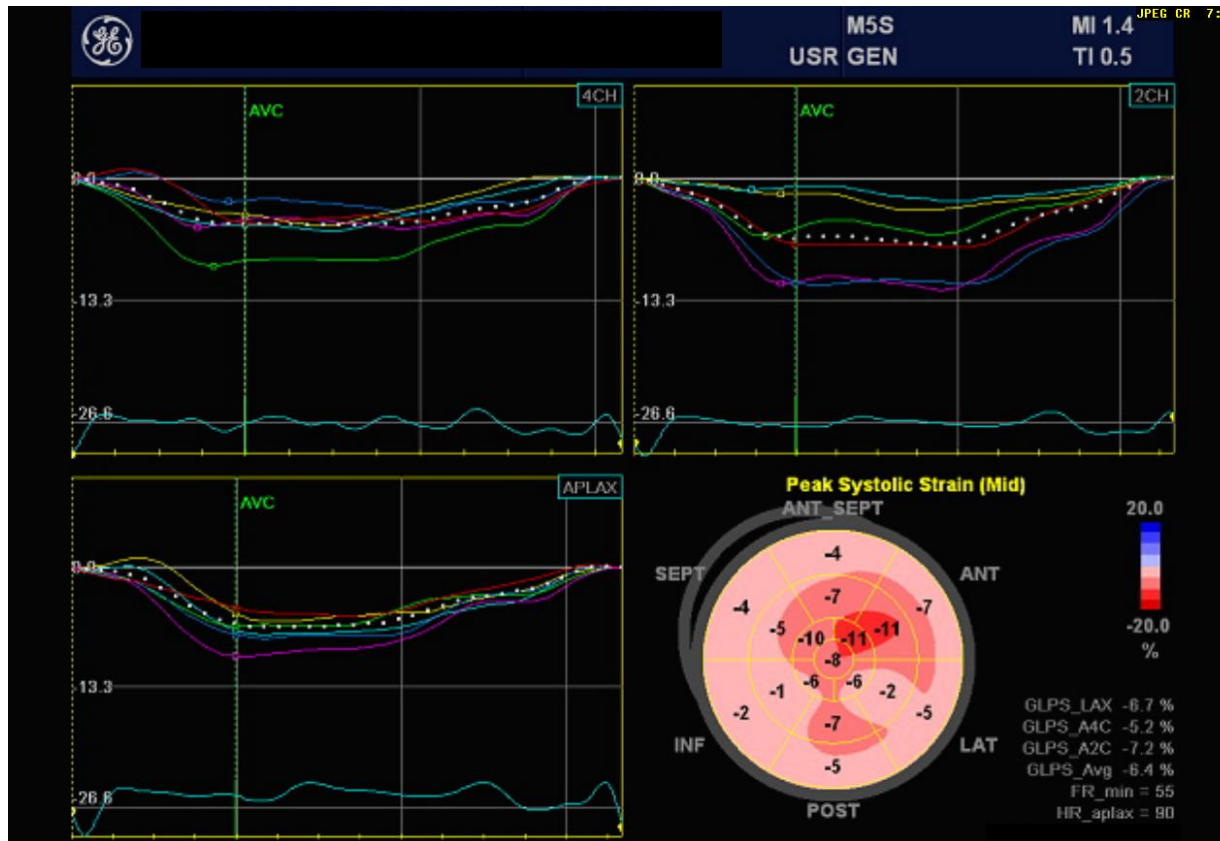 JPEG CR 7:
M5S MI 1.4
USR GEN TI 0.5
4CH
AVC
0.0
-13.3
-26.6
2CH
AVC
0.0
-13.3
-26.6
APLAX
AVC
0.0
-13.3
-26.6
Peak Systolic Strain (Mid)
ANT_SEPT
20.0
SEPT
ANT
-4
-4
-7
-7
-5
-11
-10
-11
-20.0
%
-8
-6
-6
-1
-2
-2
-5
-7
INF
LAT
-5
POST
GLPS_LAX -6.7 %
GLPS_A4C -5.2 %
GLPS_A2C -7.2 %
GLPS_Avg -6.4 %
FR_min = 55
HR_aplax = 90